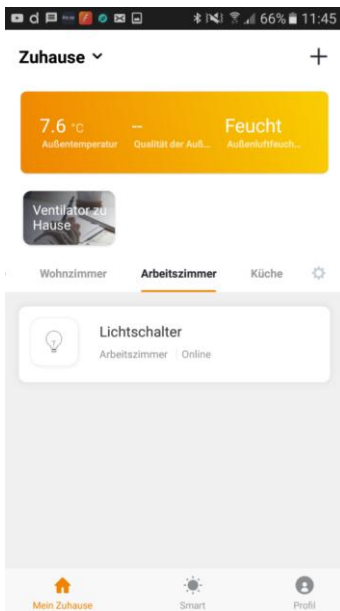 66% 11:45
Zuhause
7.6 °C -- Feucht
Außentemperatur Qualität der Auß... Außenluftfeuch...
Ventilator zu
Hause
Wohnzimmer Arbeitszimmer Küche
Lichtschalter
Arbeitszimmer Online
Mein Zuhause Smart Profil